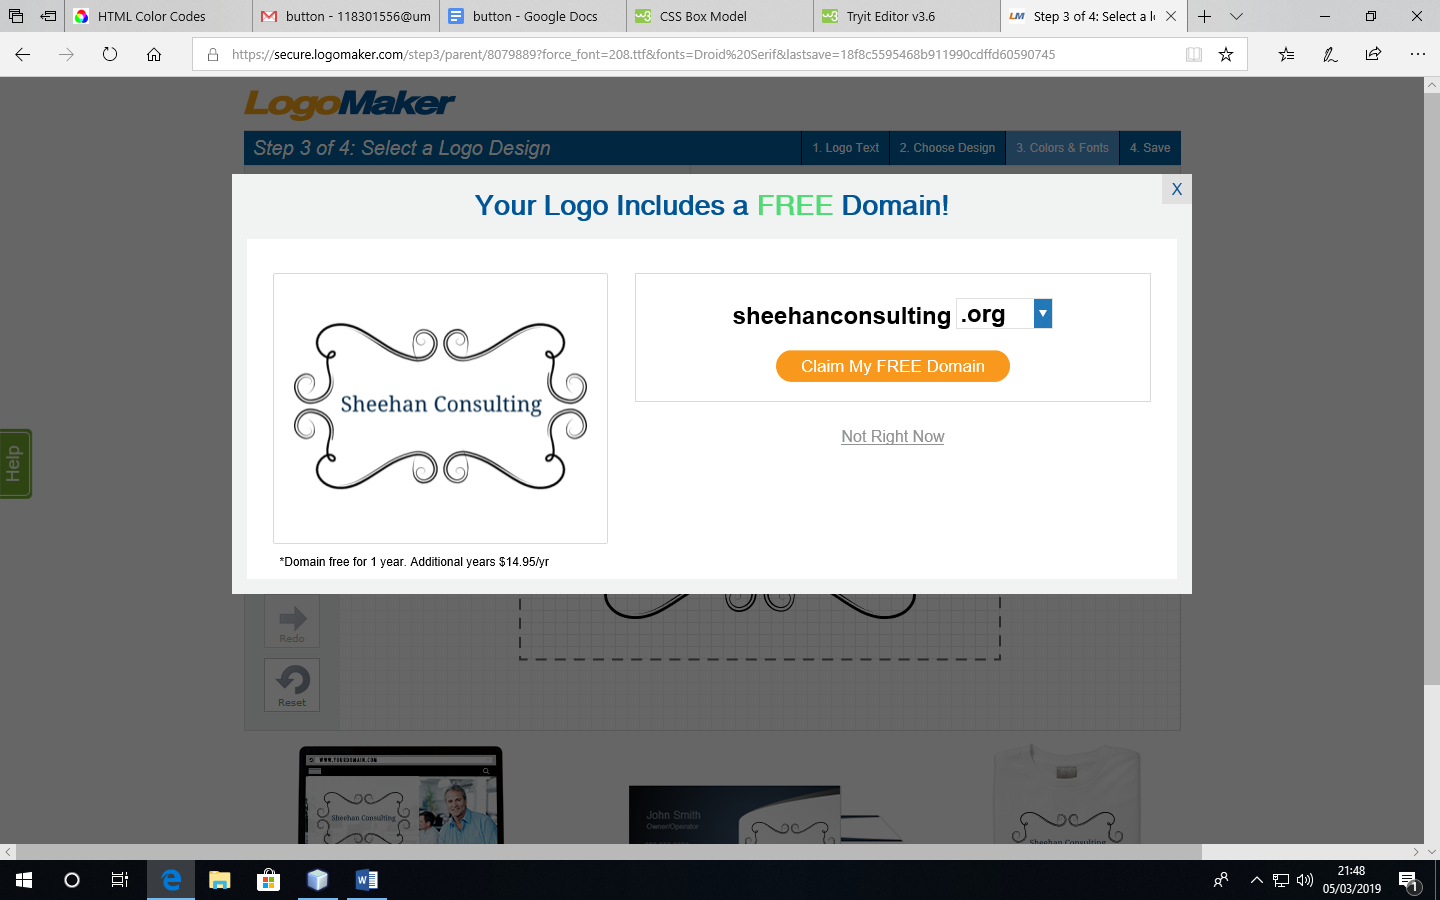 HTML Color Codes
button - 118301556@um
button - Google Docs
CSS Box Model
Tryit Editor v3.6
Step 3 of 4: Select a lo
https://secure.logomaker.com/step3/parent/8079889?force_font=208.ttf&fonts=Droid%20Serif&lastsave=18f8c5595468b911990cdffd60590745
LogoMaker
Step 3 of 4: Select a Logo Design
1. Logo Text
2. Choose Design
3. Colors & Fonts
4. Save
Your Logo Includes a FREE Domain!
X
sheehanconsulting .org
Claim My FREE Domain
Sheehan Consulting
Not Right Now
Help
*Domain free for 1 year. Additional years $14.95/yr
Redo
Reset
WWW.YOURDOMAIN.COM
Sheehan Consulting
John Smith
Owner/Operator
Sheehan Consulting
21:48
05/03/2019
1